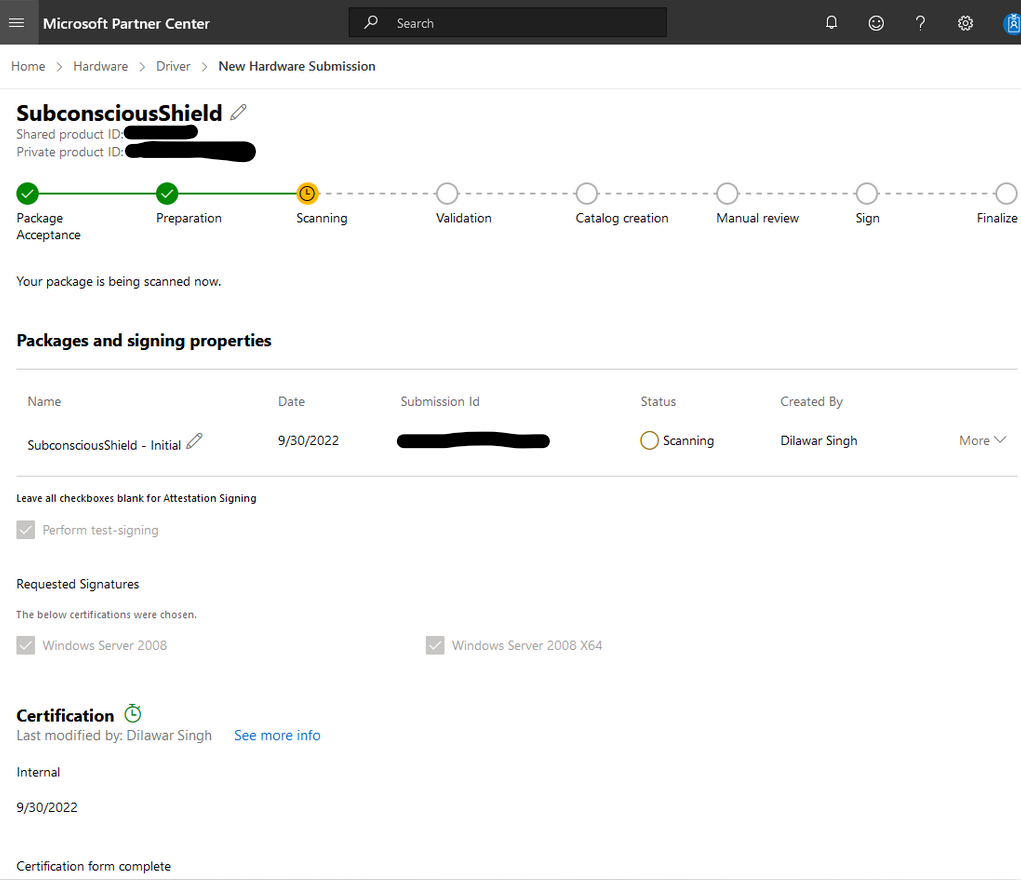 Microsoft Partner Center
Search
Home > Hardware > Driver > New Hardware Submission
SubconsciousShield
Shared product ID:
Private product ID:
Package Acceptance
Preparation
Scanning
Validation
Catalog creation
Manual review
Sign
Finalize
Your package is being scanned now.
Packages and signing properties
Name Date Submission Id Status Created By
SubconsciousShield - Initial 9/30/2022 Scanning Dilawar Singh More
Leave all checkboxes blank for Attestation Signing
Perform test-signing
Requested Signatures
The below certifications were chosen.
Windows Server 2008 Windows Server 2008 X64
Certification
Last modified by: Dilawar Singh See more info
Internal
9/30/2022
Certification form complete